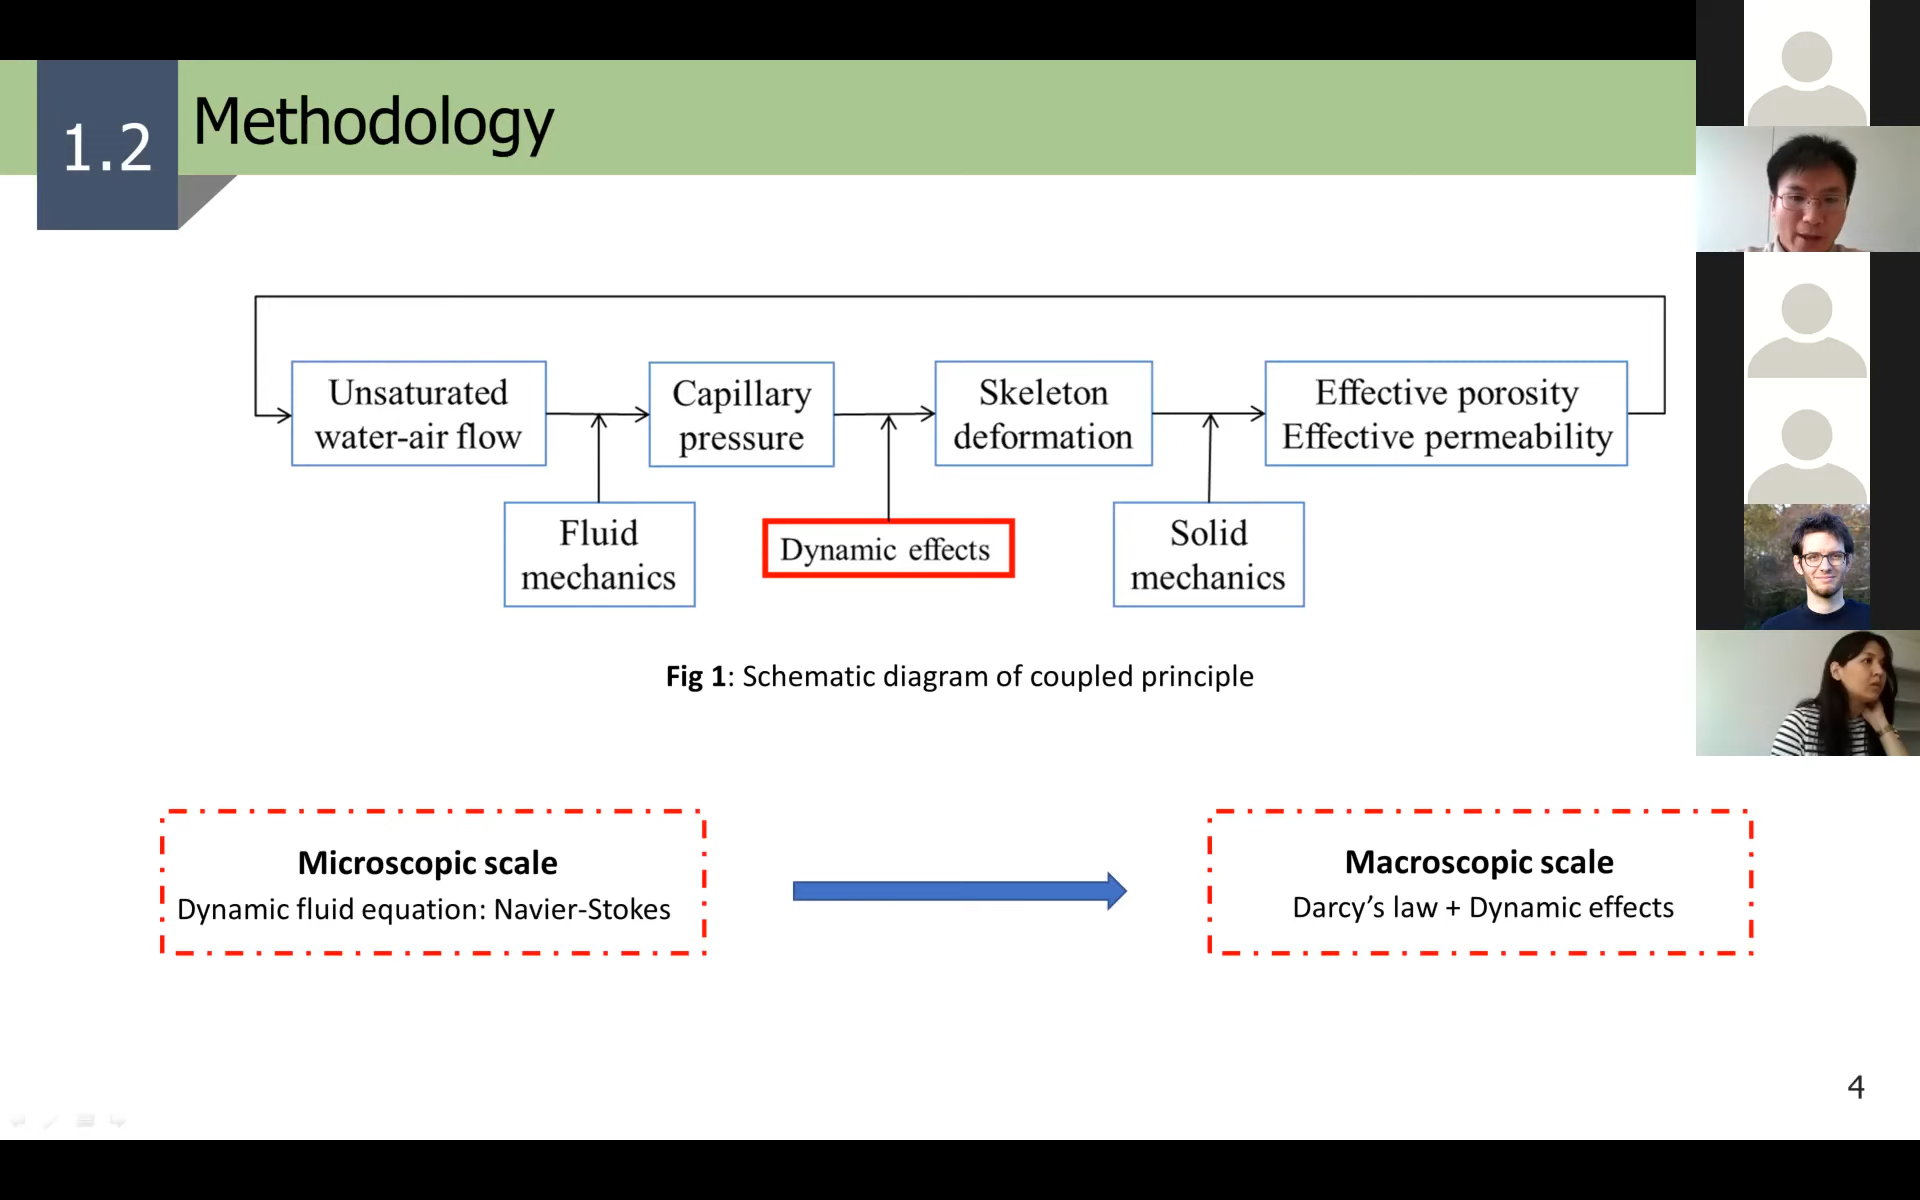 1.2
Methodology
Unsaturated
water-air flow
Capillary
pressure
Skeleton
deformation
Effective porosity
Effective permeability
Fluid
mechanics
Dynamic effects
Solid
mechanics
Fig 1: Schematic diagram of coupled principle
Microscopic scale
Dynamic fluid equation: Navier-Stokes
Macroscopic scale
Darcy’s law + Dynamic effects
4